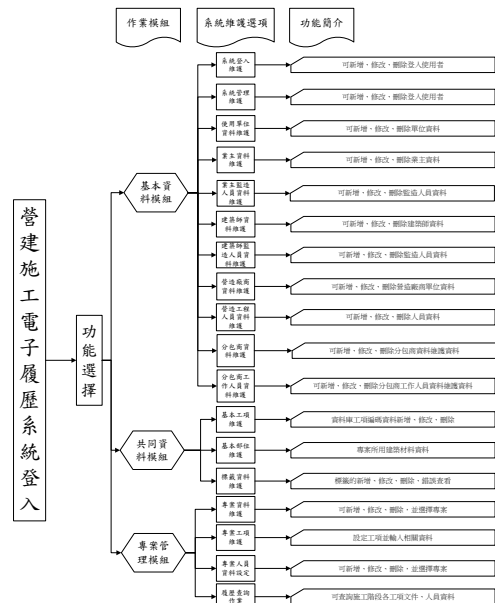 作業模組
系統維護選項
功能簡介
營建施工電子履歷系統登入
功能選擇
基本資
料模組
系統登入
維護
可新增、修改、刪除登入使用者
系統管理
維護
可新增、修改、刪除登入使用者
使用單位
資料維護
可新增、修改、刪除單位資料
業主資料
維護
可新增、修改、刪除業主資料
業主監造
人員資料
維護
可新增、修改、刪除監造人員資料
建築師資
料維護
可新增、修改、刪除建築師資料
建築師監
造人員資
料維護
可新增、修改、刪除監造人員資料
營造廠商
資料維護
可新增、修改、刪除營造廠商單位資料
營造工程
人員資料
維護
可新增、修改、刪除人員資料
分包商資
料維護
可新增、修改、刪除分包商資料維護資料
分包商工
作人員資
料維護
可新增、修改、刪除分包商工作人員資料維護資料
共同資
料模組
基本工項
維護
資料庫工項編碼資料新增、修改、刪除
基本部位
維護
專案所用建築材料資料
標籤資料
維護
標籤的新增、修改、刪除、錯誤查看
專案管
理模組
專案資料
維護
可新增、修改、刪除、並選擇專案
專案工項
維護
設定工項並輸入相關資料
專案人員
資料設定
可新增、修改、刪除、並選擇專案
履歷查詢
作業
可查詢施工階段各工項文件、人員資料